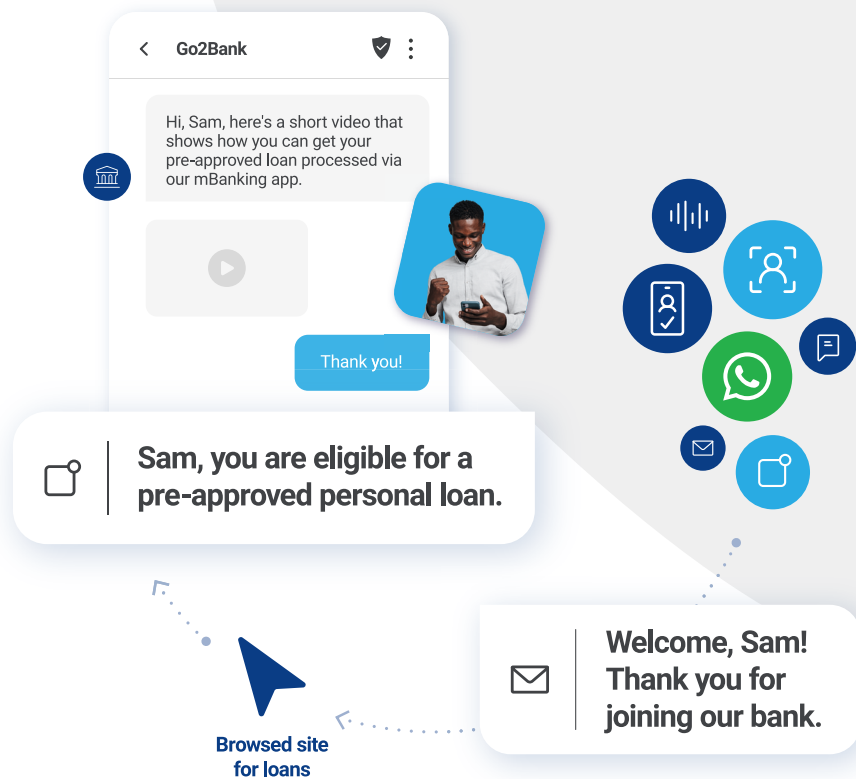 Go2Bank
Hi, Sam, here's a short video that
shows how you can get your
pre-approved loan processed via
our mBanking app.
Thank you!
Sam, you are eligible for a
pre-approved personal loan.
Welcome, Sam!
Thank you for
joining our bank.
Browsed site
for loans